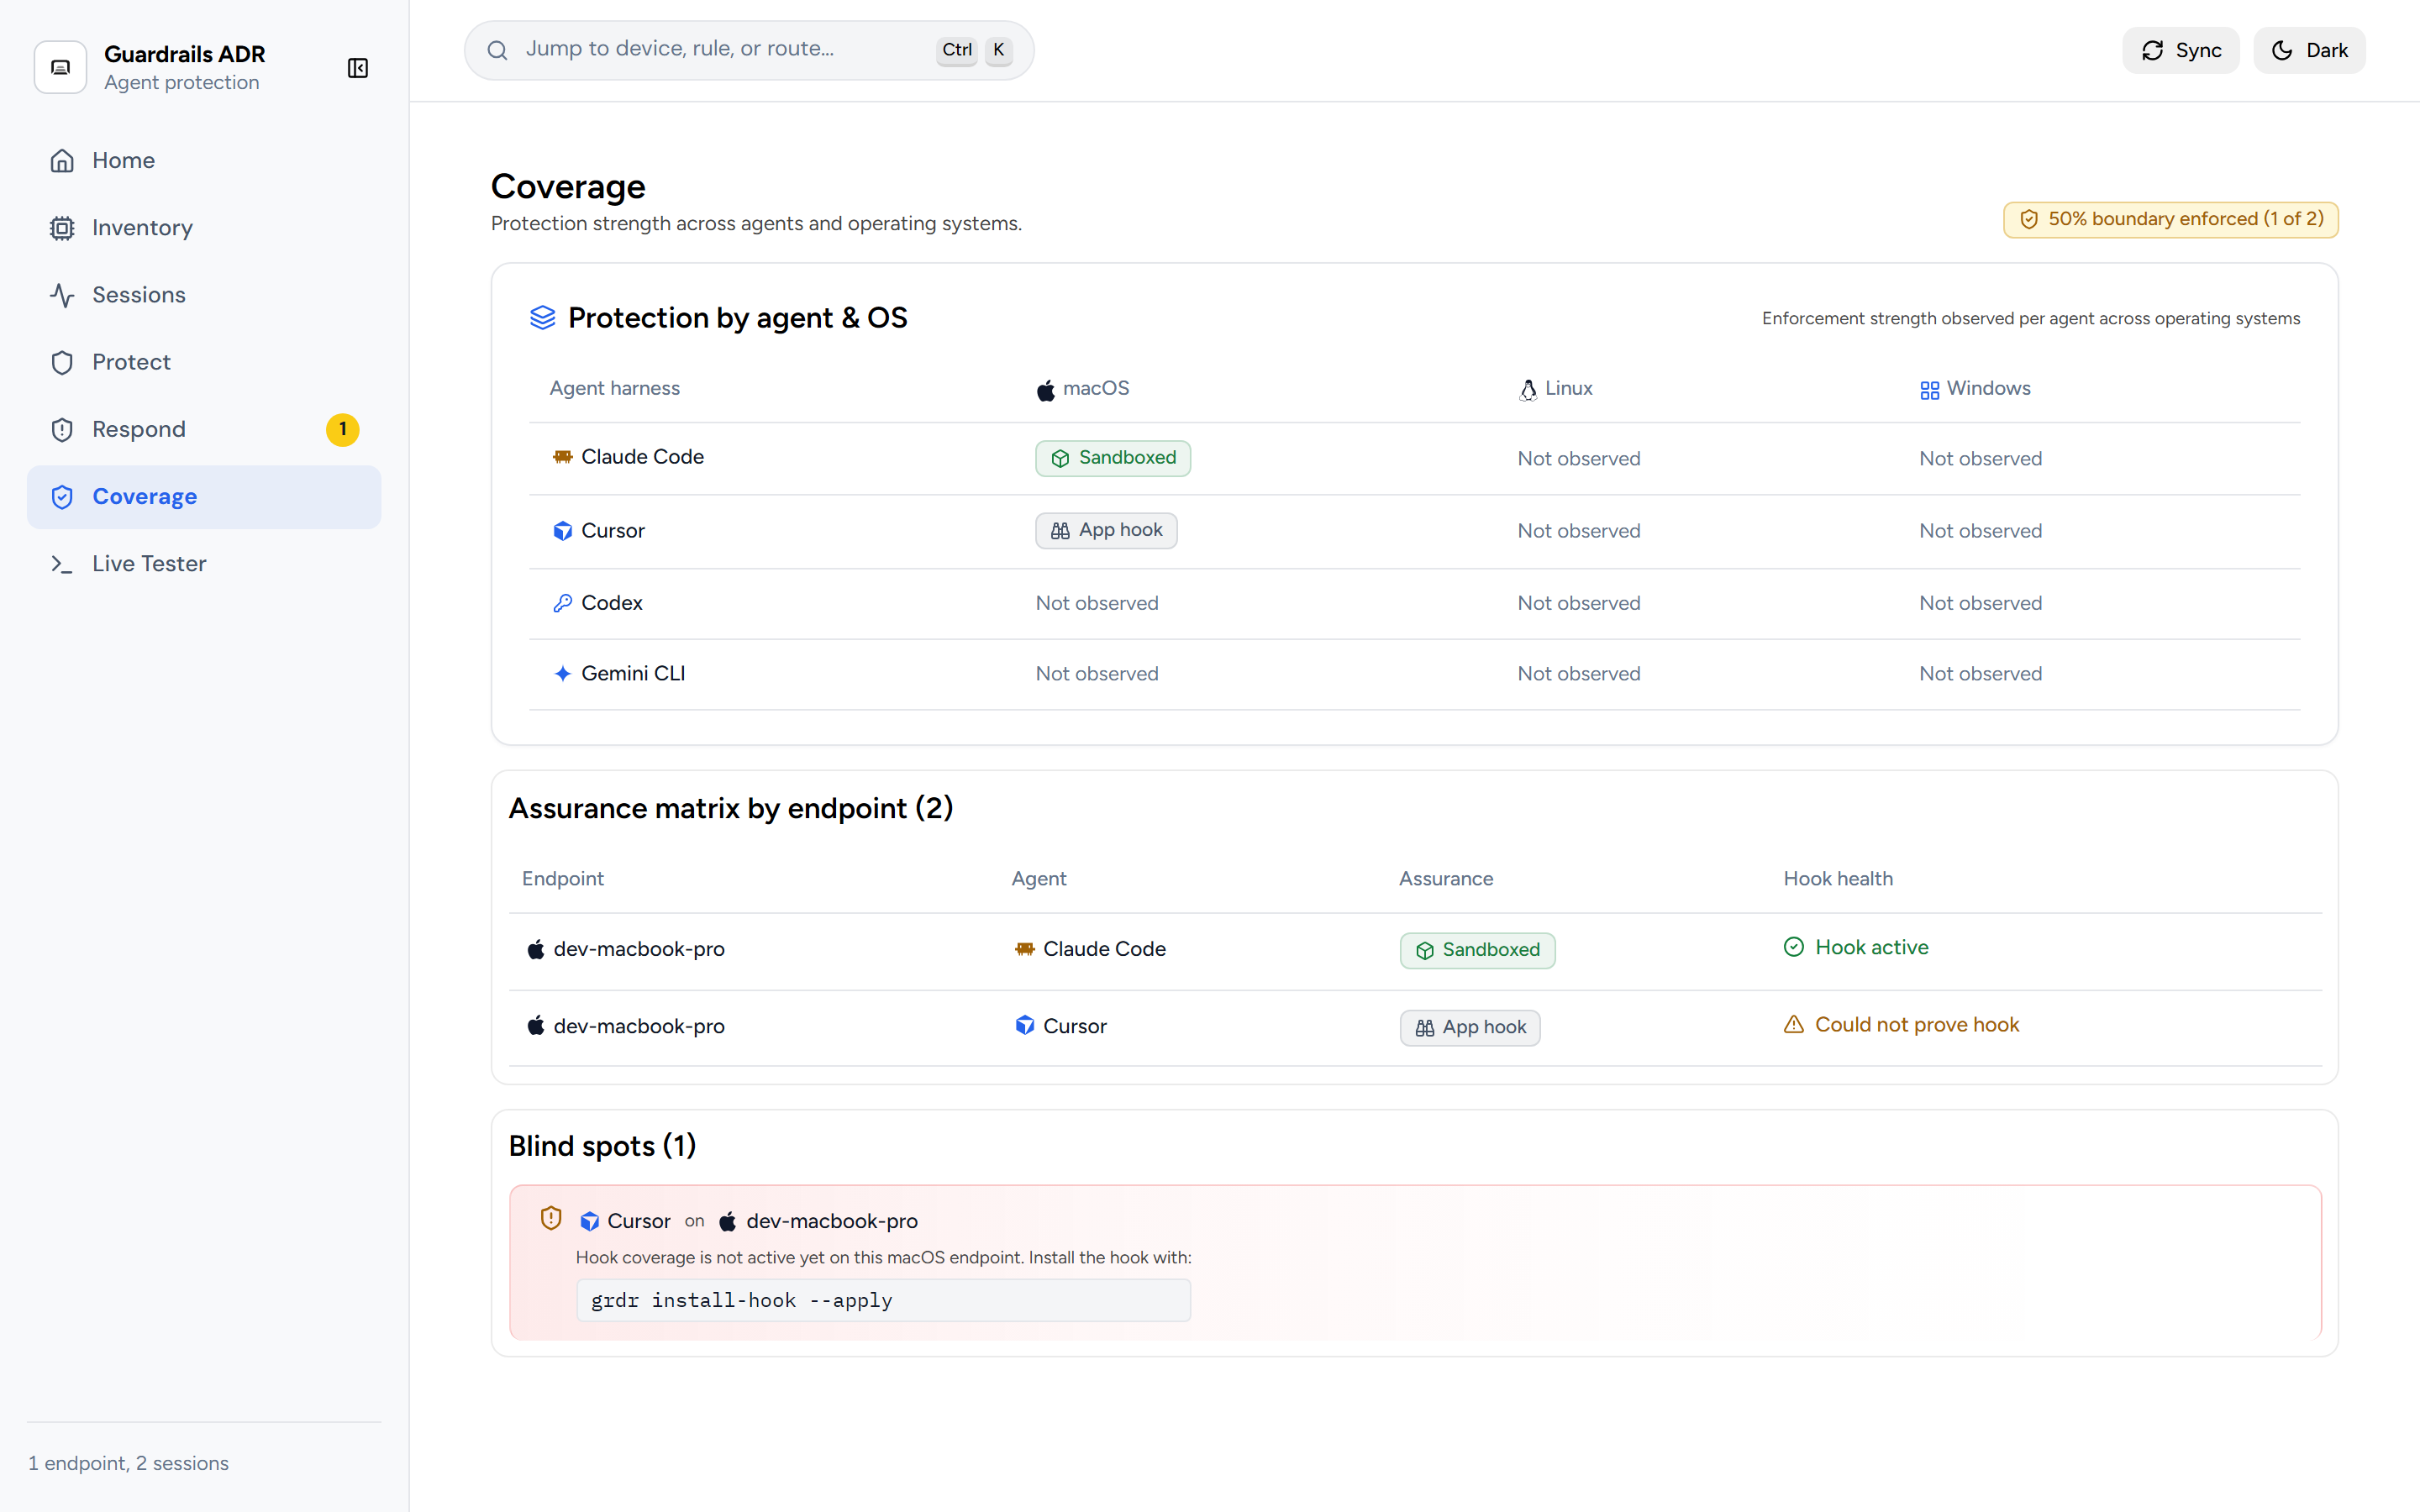 Guardrails ADR
Agent protection
Home
Inventory
Sessions
Protect
Respond 1
Coverage
Live Tester
1 endpoint, 2 sessions
Jump to device, rule, or route... Ctrl K
Sync Dark
Coverage
Protection strength across agents and operating systems.
50% boundary enforced (1 of 2)
Protection by agent & OS
Enforcement strength observed per agent across operating systems
Agent harness macOS Linux Windows
Claude Code Sandboxed Not observed Not observed
Cursor App hook Not observed Not observed
Codex Not observed Not observed Not observed
Gemini CLI Not observed Not observed Not observed
Assurance matrix by endpoint (2)
Endpoint Agent Assurance Hook health
dev-macbook-pro Claude Code Sandboxed Hook active
dev-macbook-pro Cursor App hook Could not prove hook
Blind spots (1)
Cursor on dev-macbook-pro
Hook coverage is not active yet on this macOS endpoint. Install the hook with:
grdr install-hook --apply